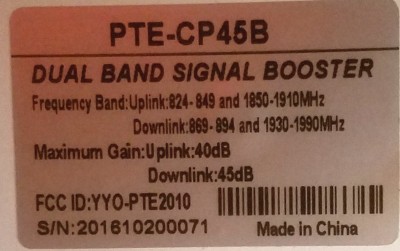 PTE-CP45B
DUAL BAND SIGNAL BOOSTER
Frequency Band:Uplink:824-849 and 1850-1910MHz
Downlink:869-894 and 1930-1990MHz
Maximum Gain:Uplink:40dB
Downlink:45dB
FCC ID:YYO-PTE2010
S/N:201610200071 Made in China